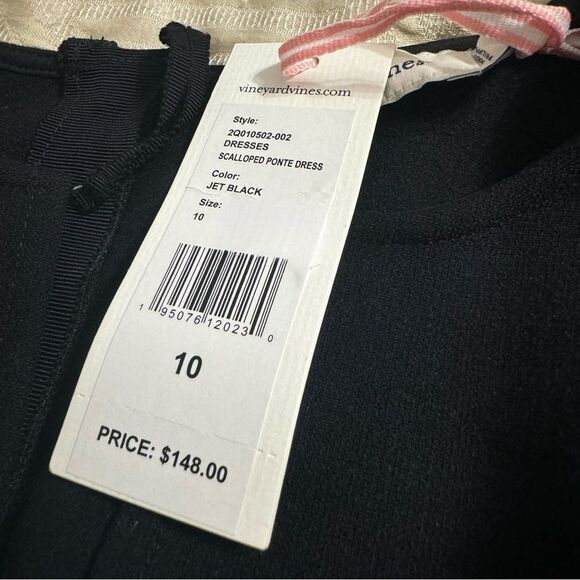 vineyardvines.com
Style:
2Q010502-002
DRESSES
SCALLOPED PONTE DRESS
Color:
JET BLACK
Size:
10
1 95076 12023 0
10
PRICE: $148.00